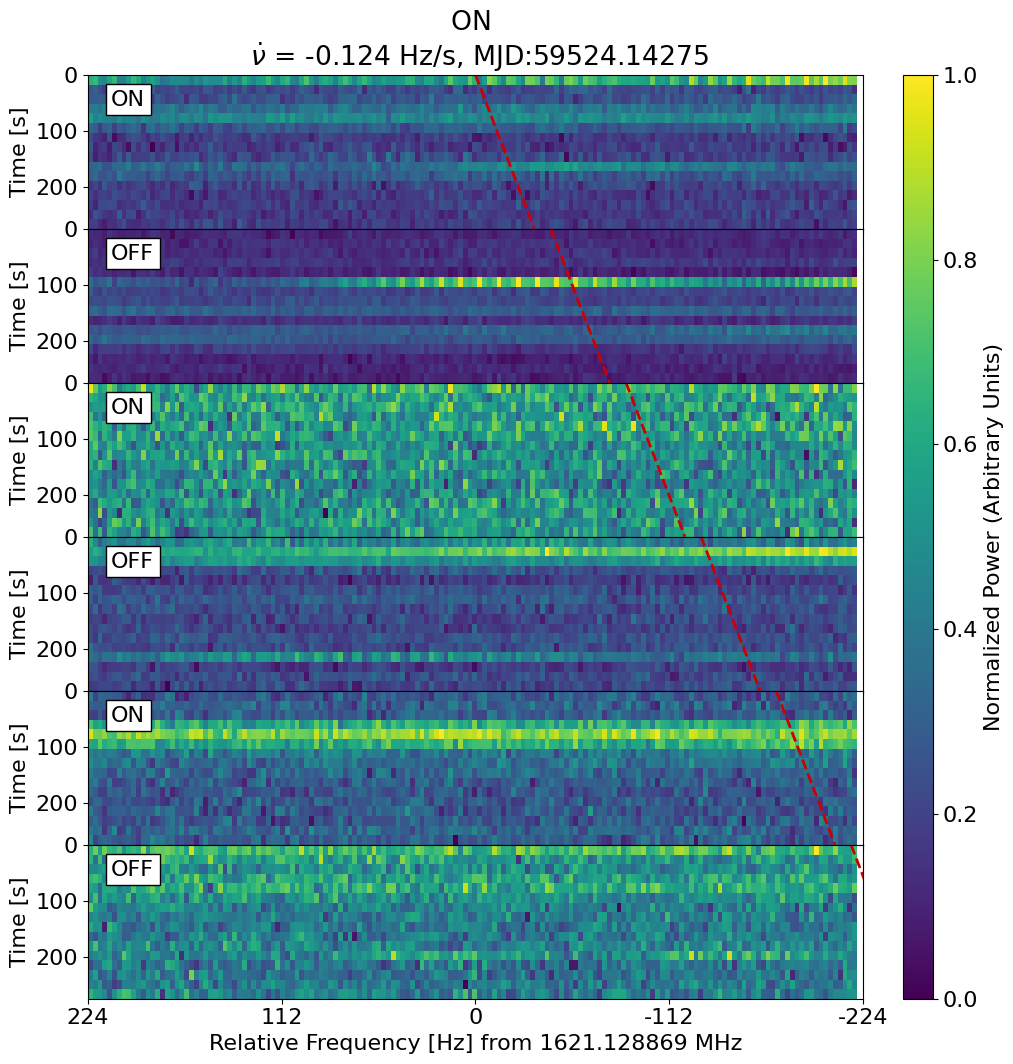 ON
ν̇ = -0.124 Hz/s, MJD:59524.14275
0
ON
100
200
Time [s]
0
OFF
100
200
Time [s]
0
ON
100
200
Time [s]
0
OFF
100
200
Time [s]
0
ON
100
200
Time [s]
0
OFF
100
200
Time [s]
224 112 0 -112 -224
Relative Frequency [Hz] from 1621.128869 MHz
1.0
0.8
0.6
0.4
0.2
0.0
Normalized Power (Arbitrary Units)